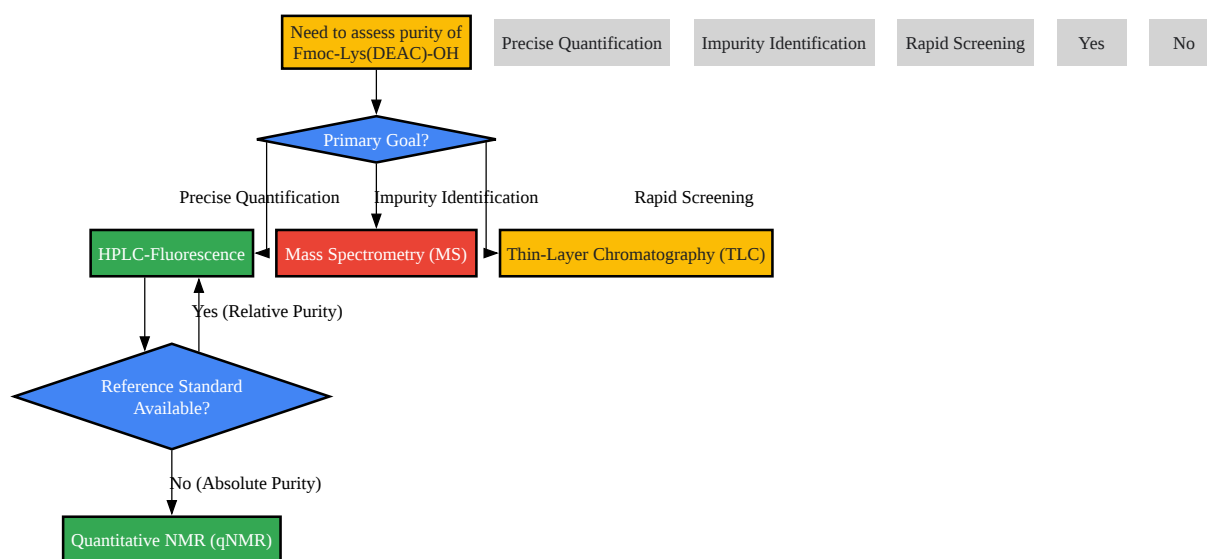 Need to assess purity of
Fmoc-Lys(DEAC)-OH
Precise Quantification
Impurity Identification
Rapid Screening
Yes
No
Primary Goal?
Precise Quantification
Impurity Identification
Rapid Screening
HPLC-Fluorescence
Mass Spectrometry (MS)
Thin-Layer Chromatography (TLC)
Yes (Relative Purity)
Reference Standard
Available?
No (Absolute Purity)
Quantitative NMR (qNMR)